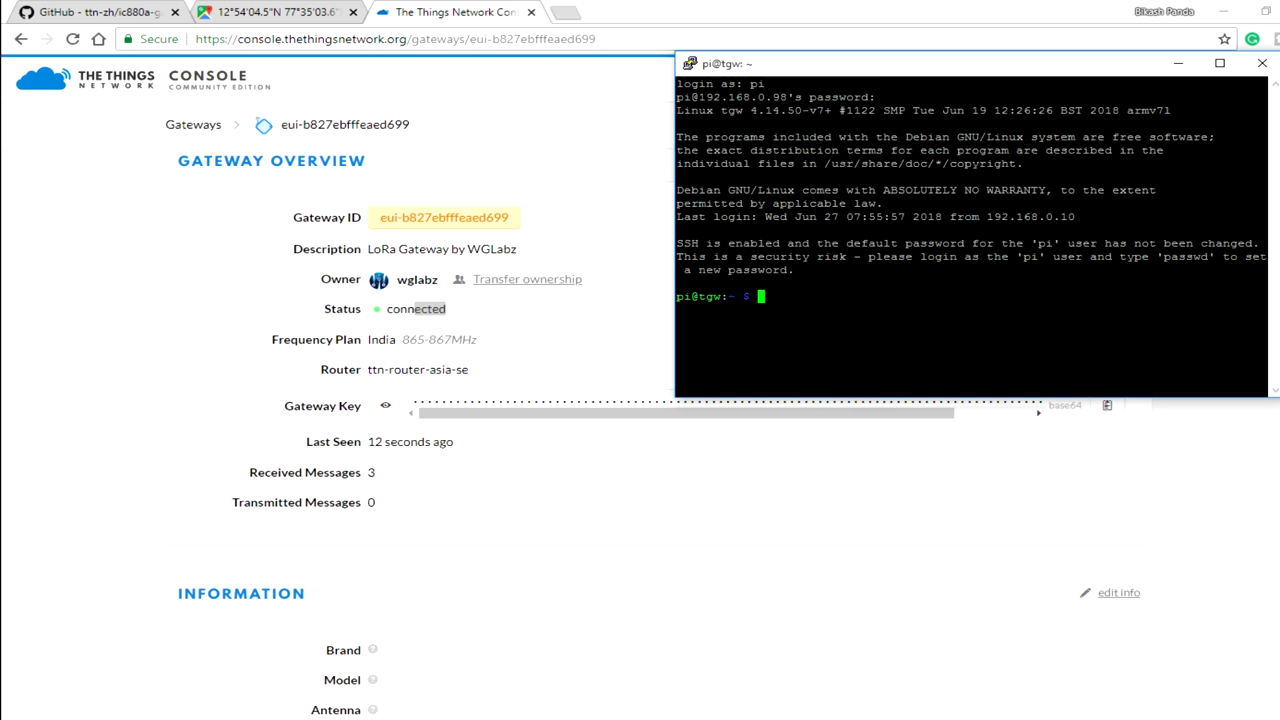 GitHub - ttn-zh/ic880a-g
12°54'04.5"N 77°35'03.6"
The Things Network Con
Bikash Panda
Secure
https://console.thethingsnetwork.org/gateways/eui-b827ebfffeaed699
THE THINGS NETWORK
CONSOLE
COMMUNITY EDITION
Gateways > eui-b827ebfffeaed699
GATEWAY OVERVIEW
Gateway ID eui-b827ebfffeaed699
Description LoRa Gateway by WGLabz
Owner wglabz Transfer ownership
Status connected
Frequency Plan India 865-867MHz
Router ttn-router-asia-se
Gateway Key base64
Last Seen 12 seconds ago
Received Messages 3
Transmitted Messages 0
INFORMATION
edit info
Brand
Model
Antenna
pi@tgw: ~
login as: pi
pi@192.168.0.98's password:
Linux tgw 4.14.50-v7+ #1122 SMP Tue Jun 19 12:26:26 BST 2018 armv7l
The programs included with the Debian GNU/Linux system are free software;
the exact distribution terms for each program are described in the
individual files in /usr/share/doc/*/copyright.
Debian GNU/Linux comes with ABSOLUTELY NO WARRANTY, to the extent
permitted by applicable law.
Last login: Wed Jun 27 07:55:57 2018 from 192.168.0.10
SSH is enabled and the default password for the 'pi' user has not been changed.
This is a security risk - please login as the 'pi' user and type 'passwd' to set
a new password.
pi@tgw:~ $